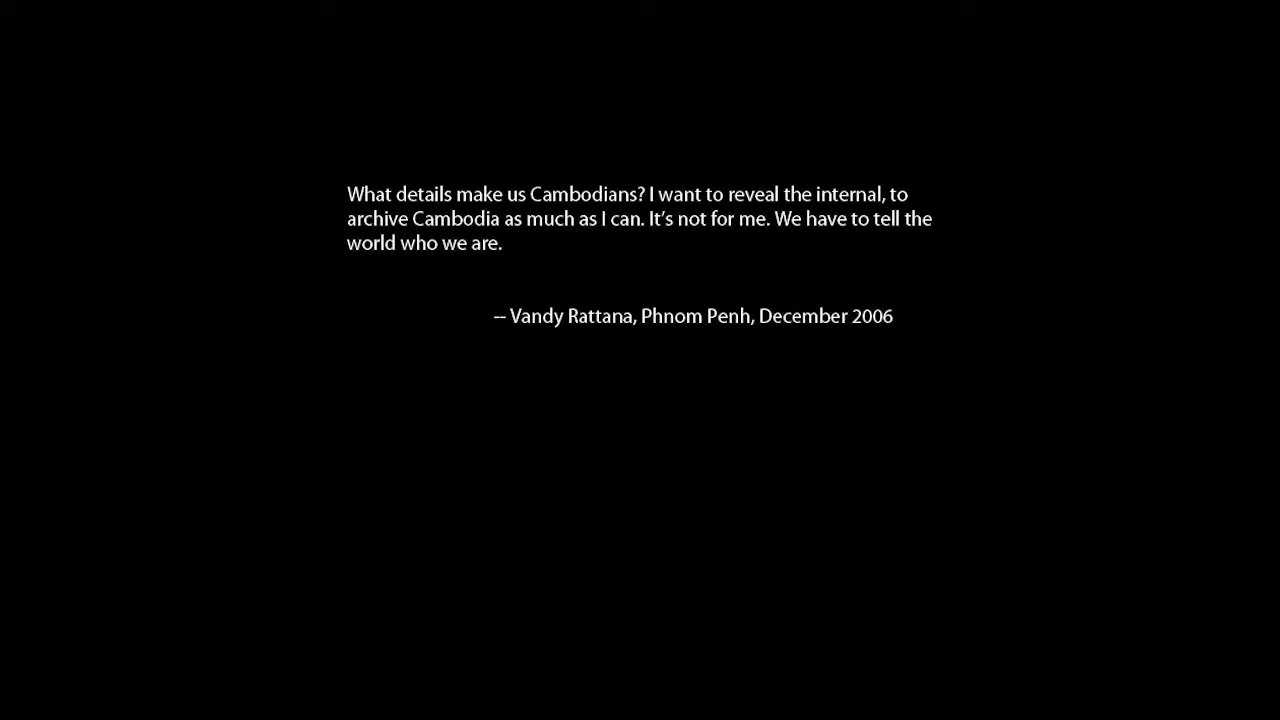 What details make us Cambodians? I want to reveal the internal, to
archive Cambodia as much as I can. It’s not for me. We have to tell the
world who we are.
-- Vandy Rattana, Phnom Penh, December 2006